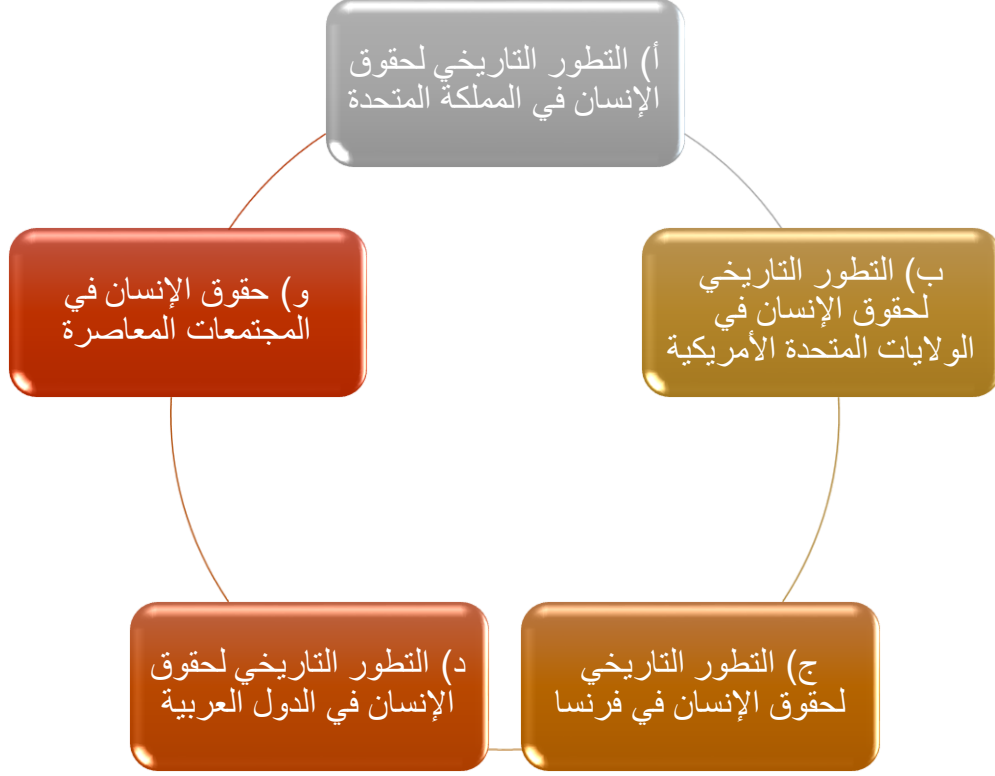 أ) التطور التاريخي لحقوق
الإنسان في المملكة المتحدة
ب) التطور التاريخي
لحقوق الإنسان في
الولايات المتحدة الأمريكية
ج) التطور التاريخي
لحقوق الإنسان في فرنسا
د) التطور التاريخي لحقوق
الإنسان في الدول العربية
و) حقوق الإنسان في
المجتمعات المعاصرة